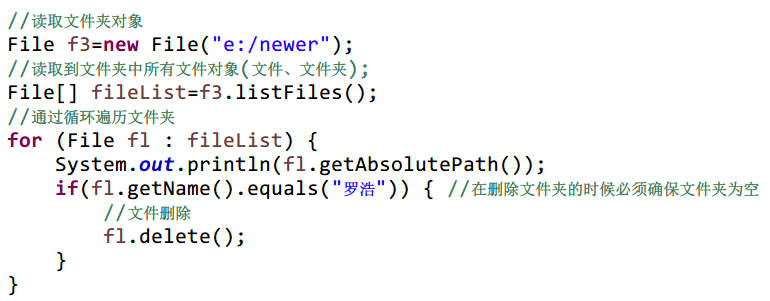 //读取文件夹对象
File f3=new File("e:/newer");
//读取到文件夹中所有文件对象(文件、文件夹);
File[] fileList=f3.listFiles();
//通过循环遍历文件夹
for (File fl : fileList) {
    System.out.println(fl.getAbsolutePath());
    if(fl.getName().equals("罗浩")) { //在删除文件夹的时候必须确保文件夹为空
        //文件删除
        fl.delete();
    }
}